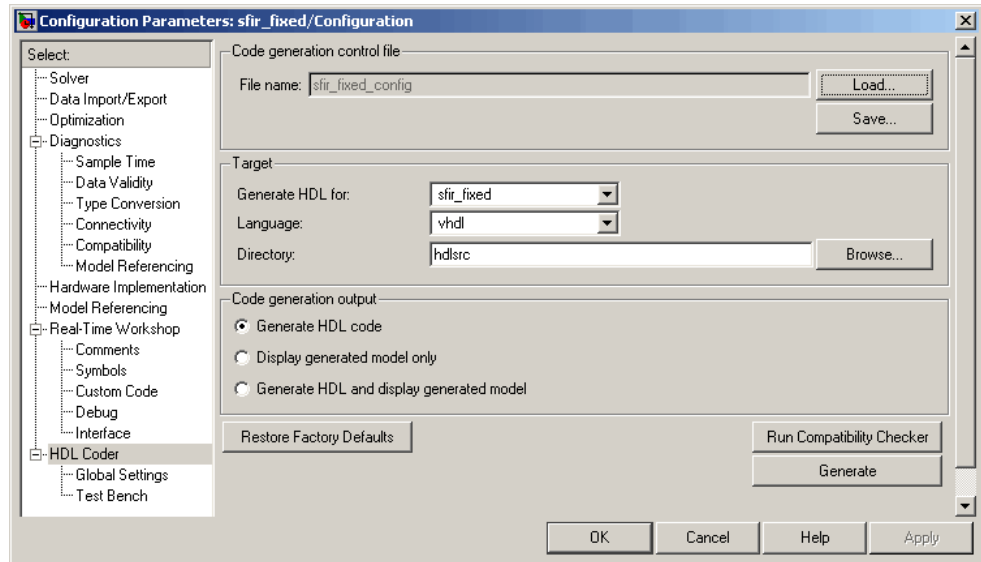 Configuration Parameters: sfir_fixed/Configuration
Select:
Solver
Data Import/Export
Optimization
Diagnostics
Sample Time
Data Validity
Type Conversion
Connectivity
Compatibility
Model Referencing
Hardware Implementation
Model Referencing
Real-Time Workshop
Comments
Symbols
Custom Code
Debug
Interface
HDL Coder
Global Settings
Test Bench
Code generation control file
File name: sfir_fixed_config
Load...
Save...
Target
Generate HDL for: sfir_fixed
Language: vhdl
Directory: hdlsrc
Browse...
Code generation output
Generate HDL code
Display generated model only
Generate HDL and display generated model
Restore Factory Defaults
Run Compatibility Checker
Generate
OK
Cancel
Help
Apply